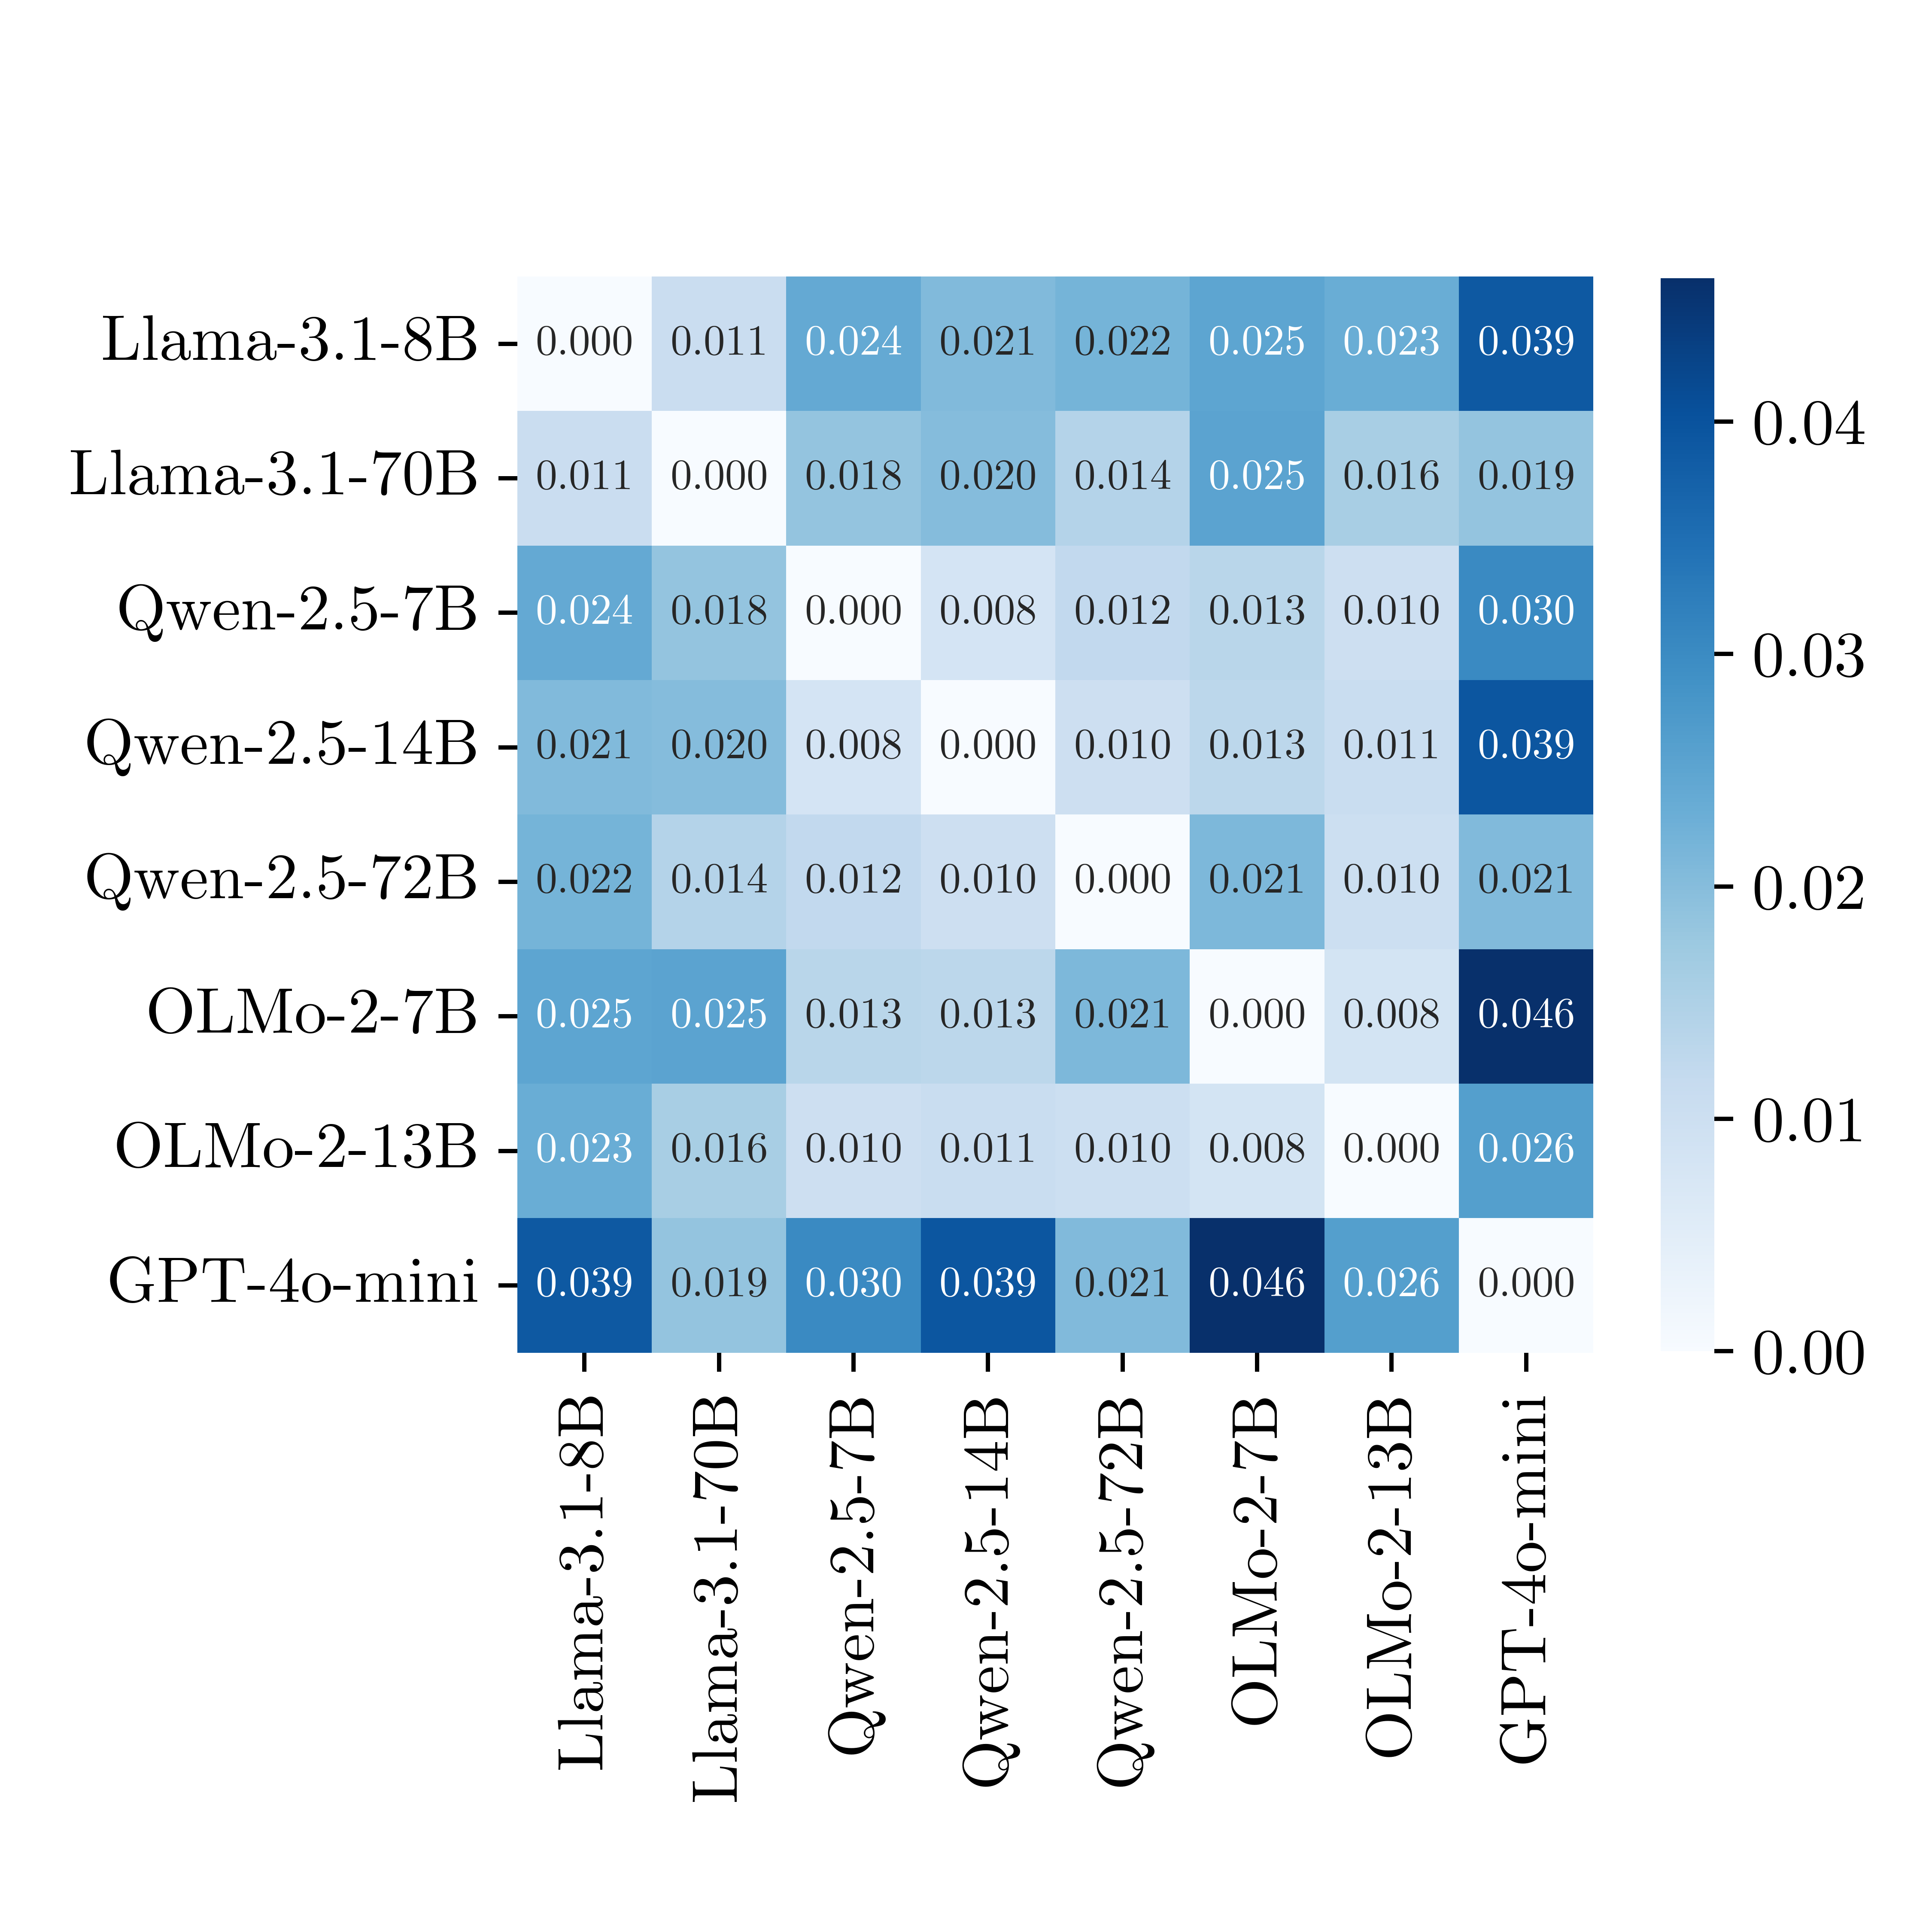 Llama-3.1-8B 0.000 0.011 0.024 0.021 0.022 0.025 0.023 0.039
Llama-3.1-70B 0.011 0.000 0.018 0.020 0.014 0.025 0.016 0.019
Qwen-2.5-7B 0.024 0.018 0.000 0.008 0.012 0.013 0.010 0.030
Qwen-2.5-14B 0.021 0.020 0.008 0.000 0.010 0.013 0.011 0.039
Qwen-2.5-72B 0.022 0.014 0.012 0.010 0.000 0.021 0.010 0.021
OLMo-2-7B 0.025 0.025 0.013 0.013 0.021 0.000 0.008 0.046
OLMo-2-13B 0.023 0.016 0.010 0.011 0.010 0.008 0.000 0.026
GPT-4o-mini 0.039 0.019 0.030 0.039 0.021 0.046 0.026 0.000
Llama-3.1-8B
Llama-3.1-70B
Qwen-2.5-7B
Qwen-2.5-14B
Qwen-2.5-72B
OLMo-2-7B
OLMo-2-13B
GPT-4o-mini
0.04
0.03
0.02
0.01
0.00